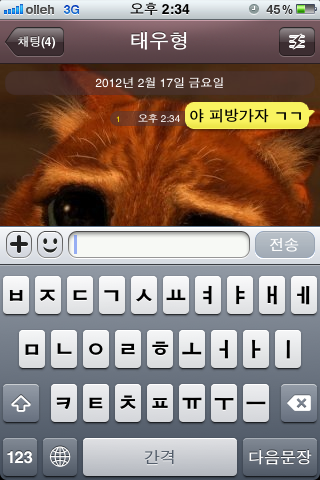 olleh 3G 오후 2:34 45%
채팅(4) 태우형
2012년 2월 17일 금요일
1 오후 2:34 야 피방가자 ㄱㄱ
전송
ㅂ ㅈ ㄷ ㄱ ㅅ ㅛ ㅕ ㅑ ㅐ ㅔ
ㅁ ㄴ ㅇ ㄹ ㅎ ㅗ ㅓ ㅏ ㅣ
ㅋ ㅌ ㅊ ㅍ ㅠ ㅜ ㅡ
123 간격 다음문장